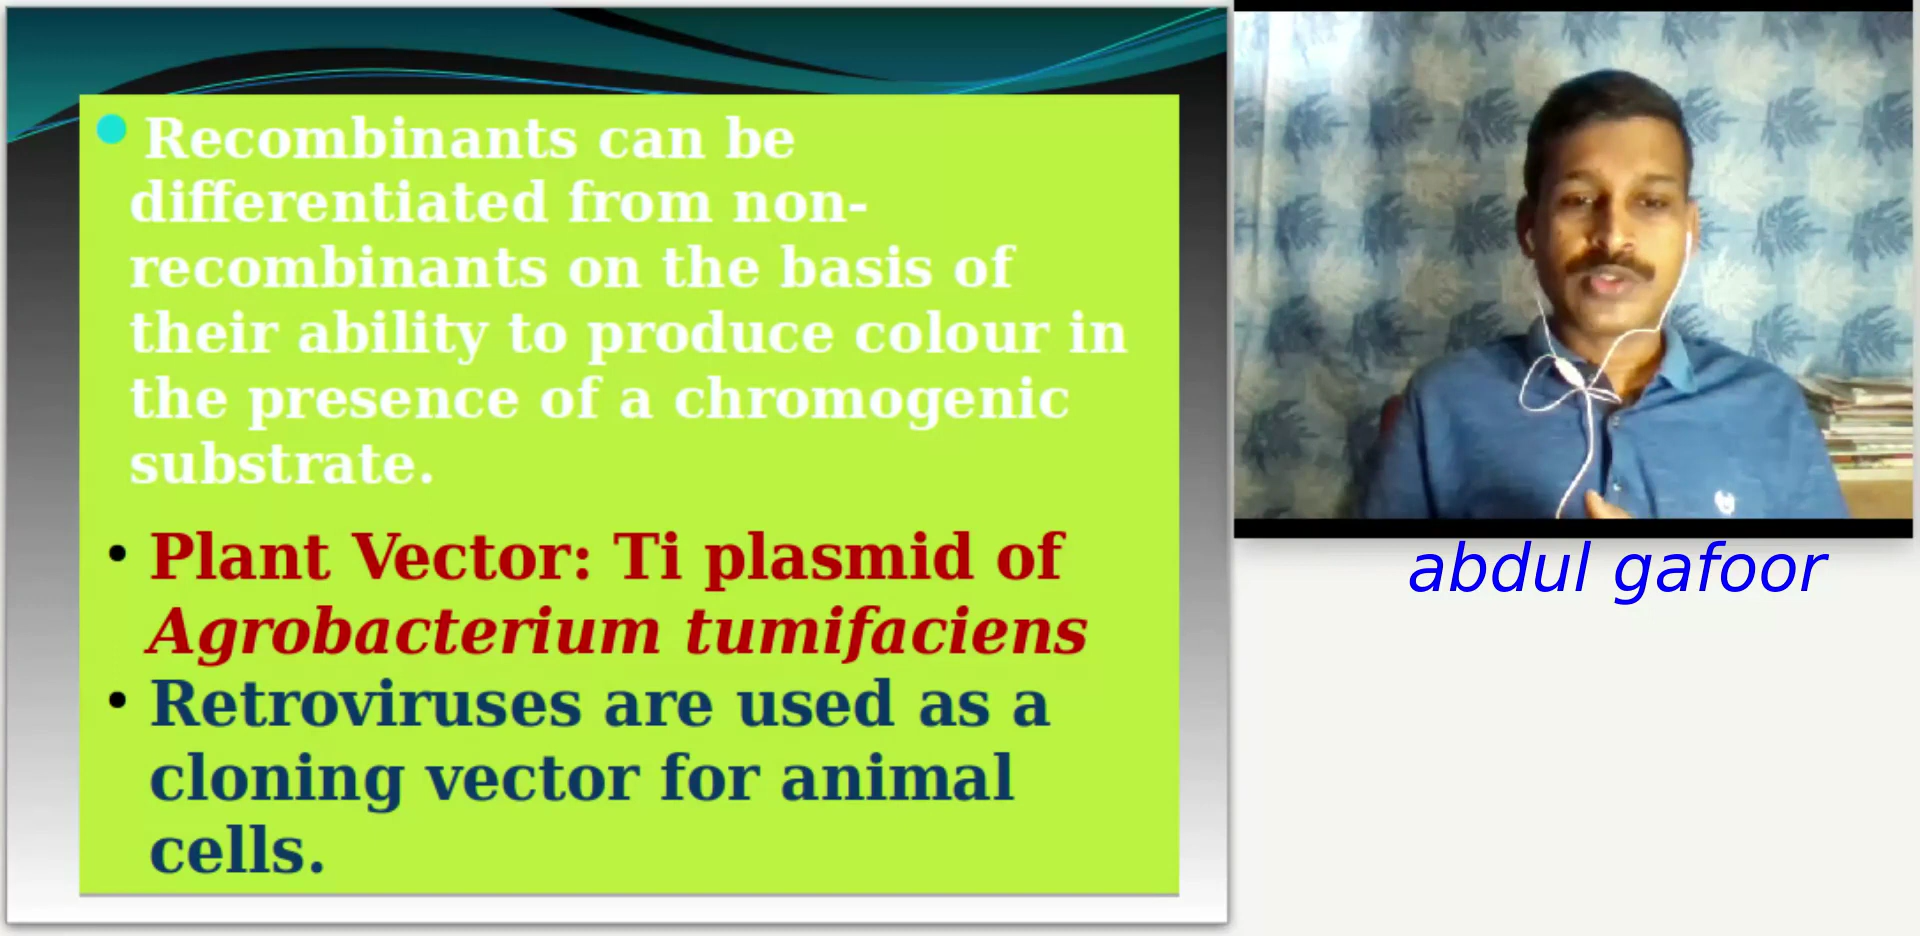 Recombinants can be
differentiated from non-
recombinants on the basis of
their ability to produce colour in
the presence of a chromogenic
substrate.
Plant Vector: Ti plasmid of
Agrobacterium tumifaciens
Retroviruses are used as a
cloning vector for animal
cells.
abdul gafoor